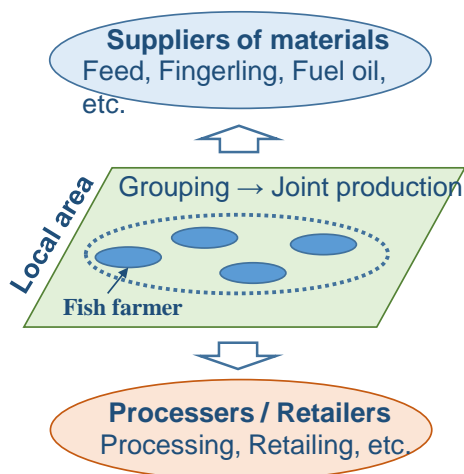 Suppliers of materials
Feed, Fingerling, Fuel oil,
etc.
Grouping → Joint production
Local area
Fish farmer
Processers / Retailers
Processing, Retailing, etc.